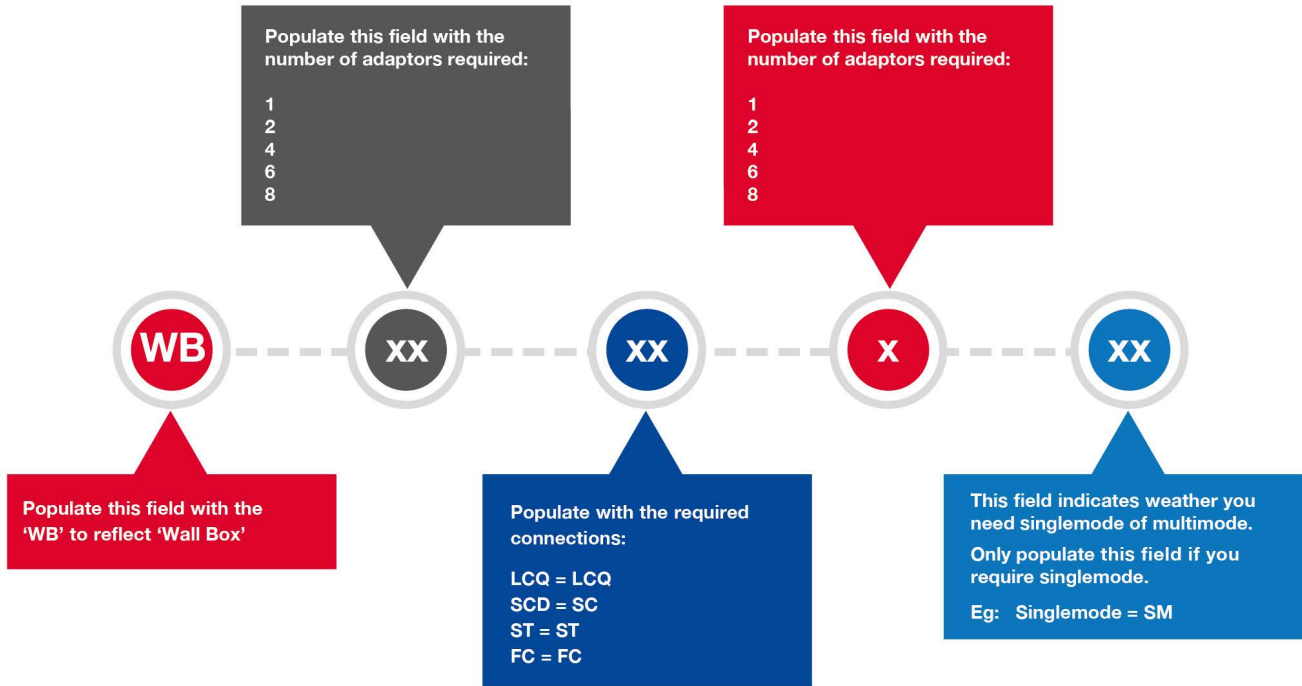 Populate this field with the
number of adaptors required:
1
2
4
6
8
Populate this field with the
number of adaptors required:
1
2
4
6
8
WB
xx
xx
x
xx
Populate this field with the
‘WB’ to reflect ‘Wall Box’
Populate with the required
connections:
LCQ = LCQ
SCD = SC
ST = ST
FC = FC
This field indicates weather you
need singlemode of multimode.
Only populate this field if you
require singlemode.
Eg: Singlemode = SM